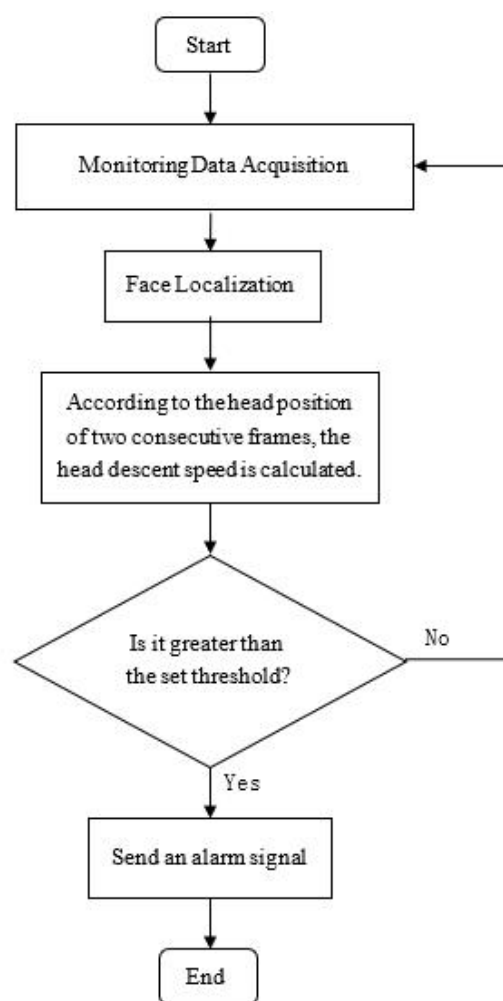 Start
Monitoring Data Acquisition
Face Localization
According to the head position
of two consecutive frames, the
head descent speed is calculated.
Is it greater than
the set threshold?
No
Yes
Send an alarm signal
End